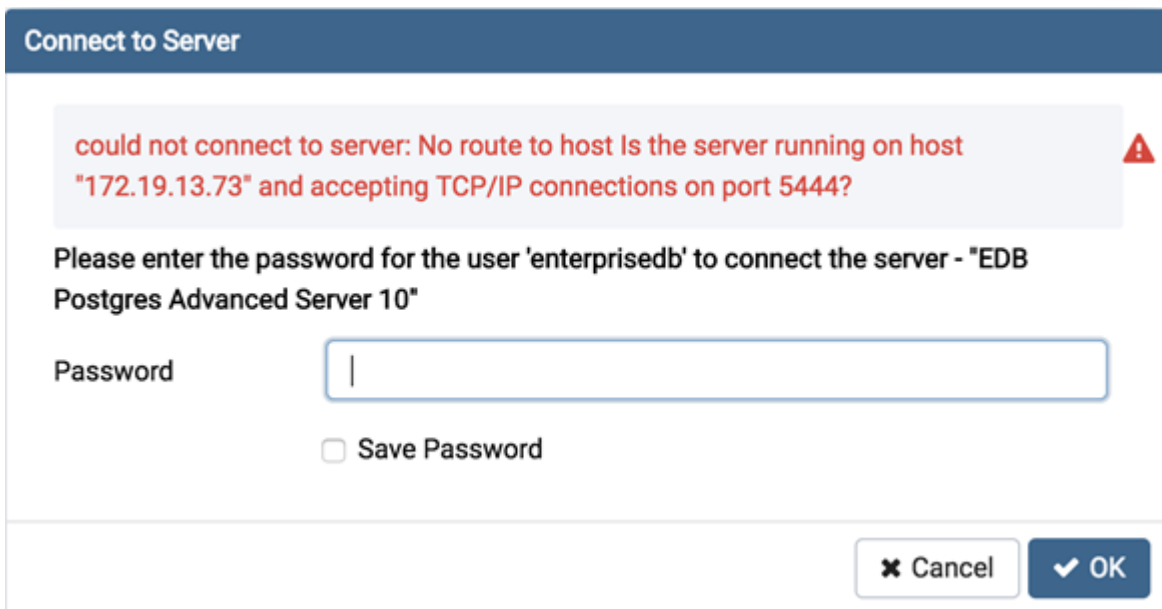 Connect to Server
could not connect to server: No route to host Is the server running on host
"172.19.13.73" and accepting TCP/IP connections on port 5444?
Please enter the password for the user 'enterprisedb' to connect the server - "EDB
Postgres Advanced Server 10"
Password
Save Password
Cancel
OK